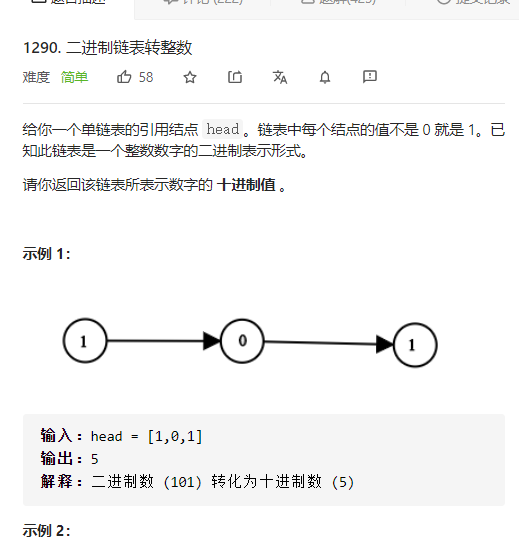 1290. 二进制链表转整数
难度 简单 58
给你一个单链表的引用结点 head。链表中每个结点的值不是 0 就是 1。已
知此链表是一个整数数字的二进制表示形式。
请你返回该链表所表示数字的 十进制值 。
示例 1：
1 0 1
输入：head = [1,0,1]
输出：5
解释：二进制数 (101) 转化为十进制数 (5)
示例 2：